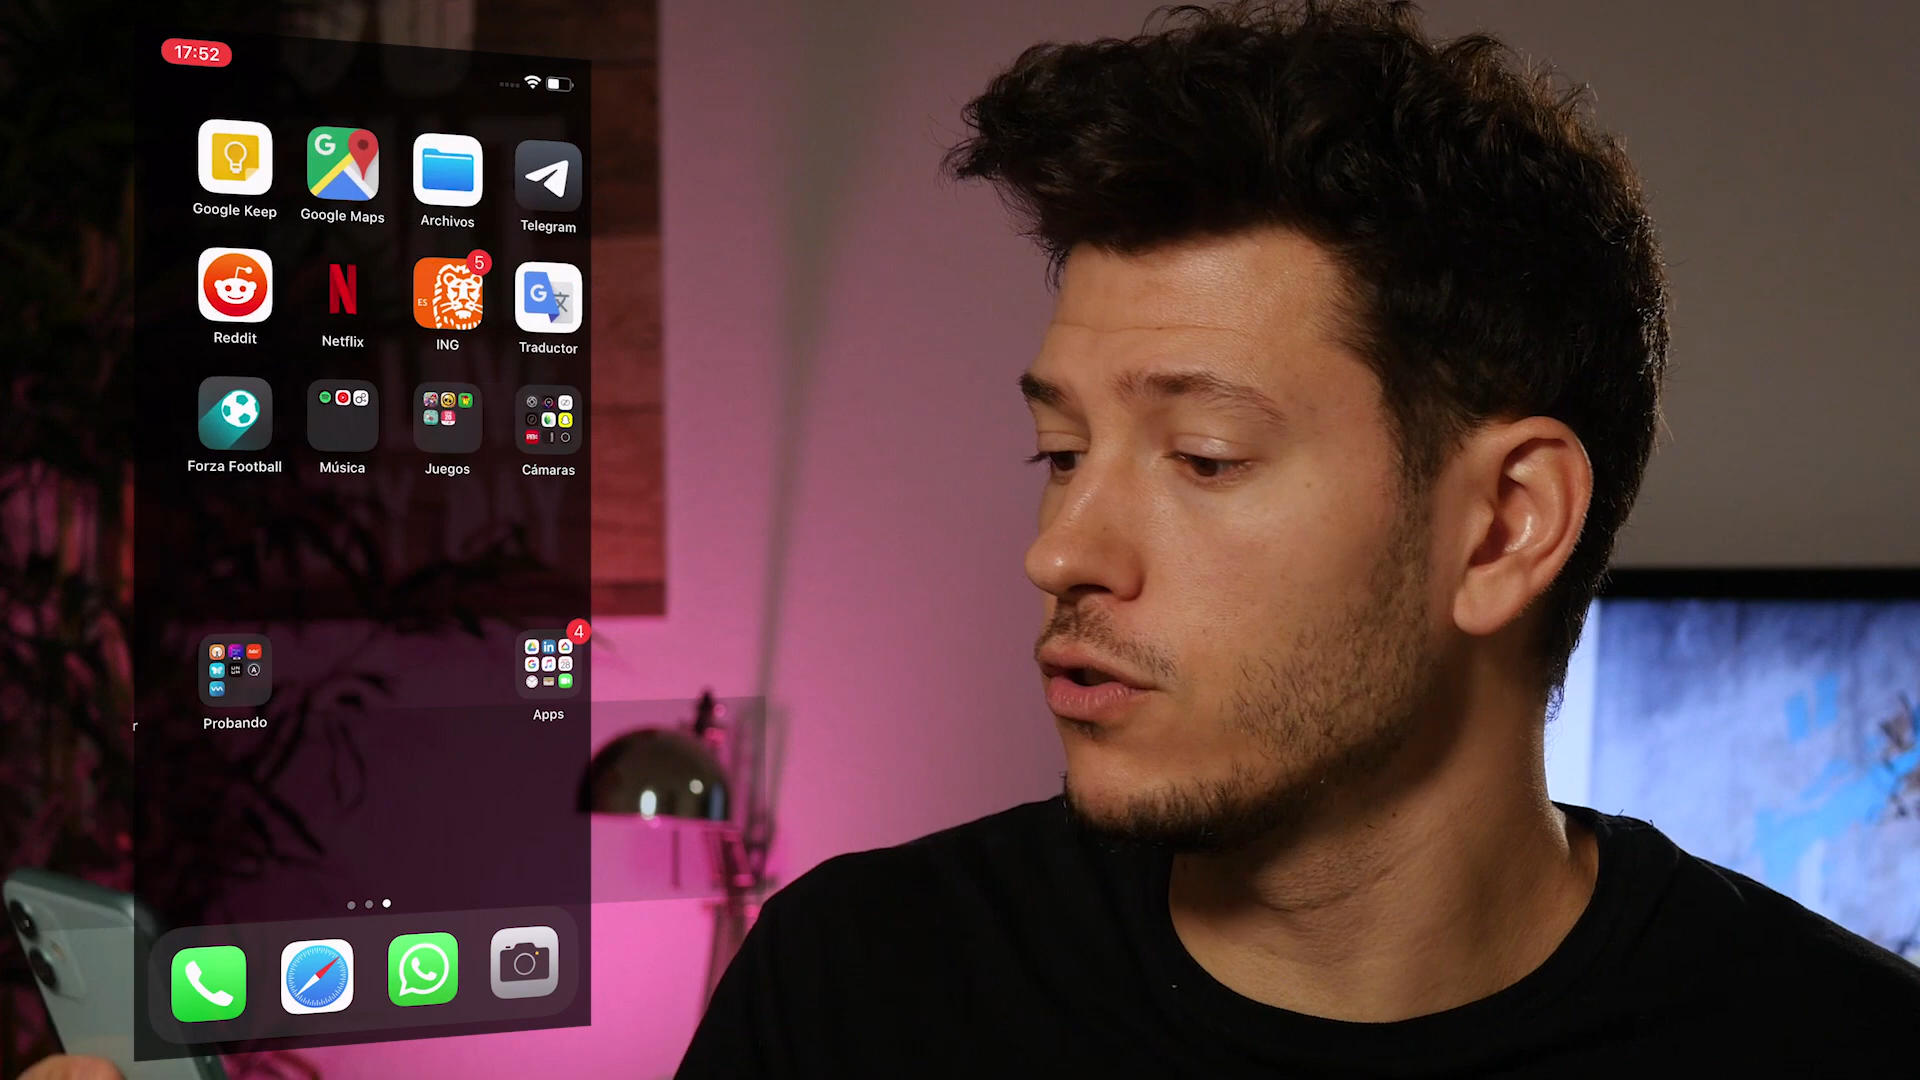 17:52
Google Keep
Google Maps
Archivos
Telegram
5
ES
Reddit
Netflix
ING
Traductor
Forza Football
Música
Juegos
Cámaras
4
Probando
Apps